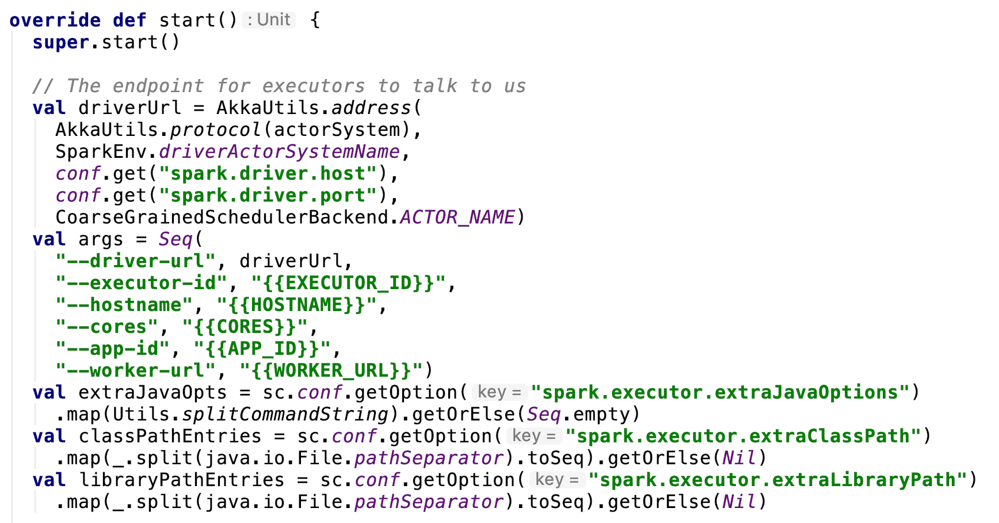 override def start() : Unit {
super.start()
// The endpoint for executors to talk to us
val driverUrl = AkkaUtils.address(
AkkaUtils.protocol(actorSystem),
SparkEnv.driverActorSystemName,
conf.get("spark.driver.host"),
conf.get("spark.driver.port"),
CoarseGrainedSchedulerBackend.ACTOR_NAME)
val args = Seq(
"--driver-url", driverUrl,
"--executor-id", "{{EXECUTOR_ID}}",
"--hostname", "{{HOSTNAME}}",
"--cores", "{{CORES}}",
"--app-id", "{{APP_ID}}",
"--worker-url", "{{WORKER_URL}}")
val extraJavaOpts = sc.conf.getOption( key = "spark.executor.extraJavaOptions")
.map(Utils.splitCommandString).getOrElse(Seq.empty)
val classPathEntries = sc.conf.getOption( key = "spark.executor.extraClassPath")
.map(_.split(java.io.File.pathSeparator).toSeq).getOrElse(Nil)
val libraryPathEntries = sc.conf.getOption( key = "spark.executor.extraLibraryPath")
.map(_.split(java.io.File.pathSeparator).toSeq).getOrElse(Nil)